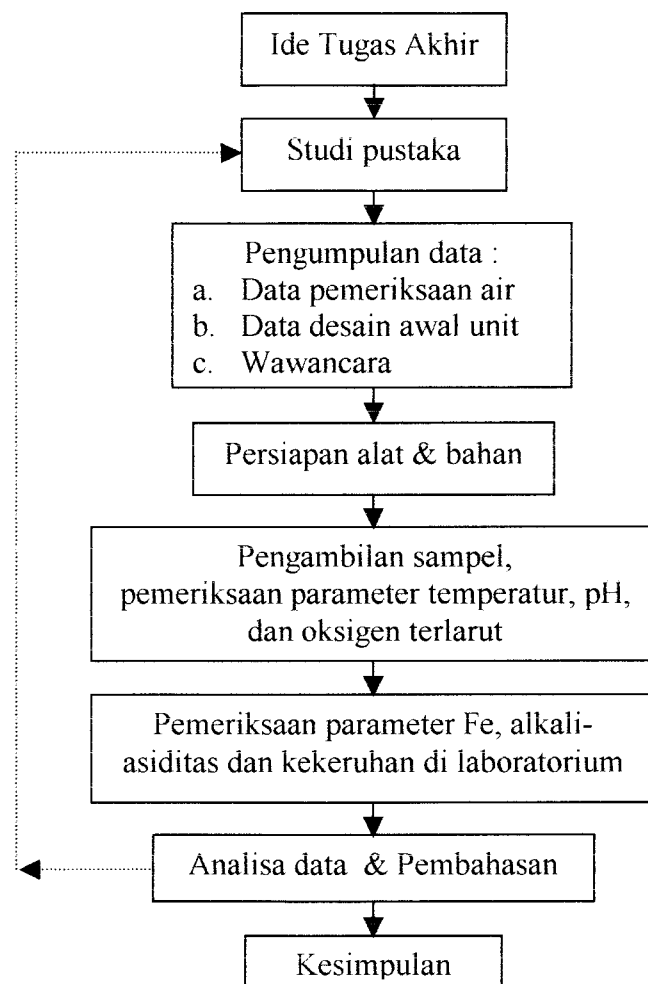 Ide Tugas Akhir
Studi pustaka
Pengumpulan data :
a. Data pemeriksaan air
b. Data desain awal unit
c. Wawancara
Persiapan alat & bahan
Pengambilan sampel,
pemeriksaan parameter temperatur, pH,
dan oksigen terlarut
Pemeriksaan parameter Fe, alkali-
asiditas dan kekeruhan di laboratorium
Analisa data & Pembahasan
Kesimpulan